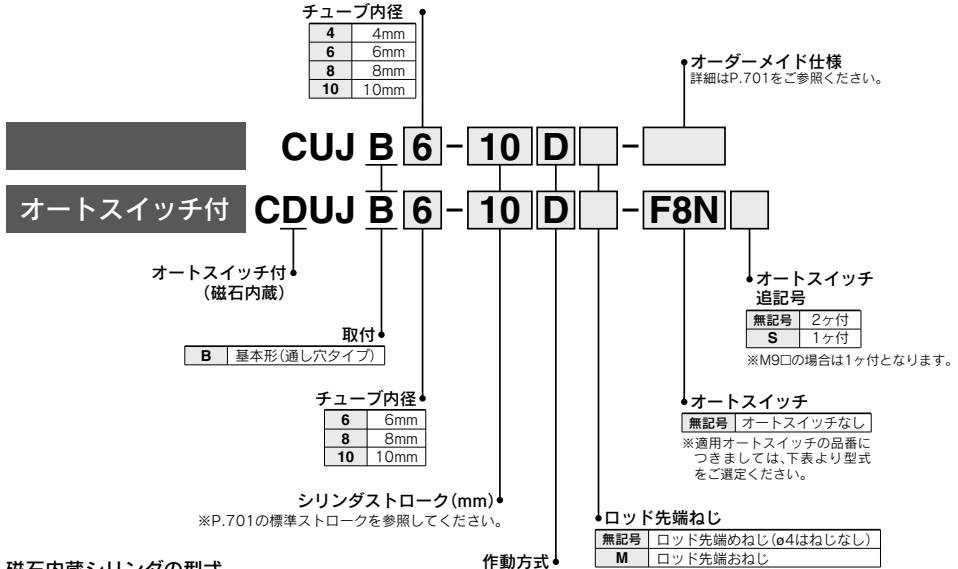 チューブ内径
4 4mm
6 6mm
8 8mm
10 10mm
オーダーメイド仕様
詳細はP.701をご参照ください。
CUJ B 6 - 10 D -
オートスイッチ付 CDUJ B 6 - 10 D - F8N
オートスイッチ付
(磁石内蔵)
オートスイッチ
追記号
無記号 2ヶ付
S 1ヶ付
※M9□の場合は1ヶ付となります。
取付
B 基本形(通し穴タイプ)
チューブ内径
6 6mm
8 8mm
10 10mm
オートスイッチ
無記号 オートスイッチなし
※適用オートスイッチの品番に
つきましては、下表より型式
をご選定ください。
シリンダストローク(mm)
※P.701の標準ストロークを参照してください。
ロッド先端ねじ
無記号 ロッド先端めねじ(ø4はねじなし)
M ロッド先端おねじ
作動方式
磁石内蔵シリンダの型式